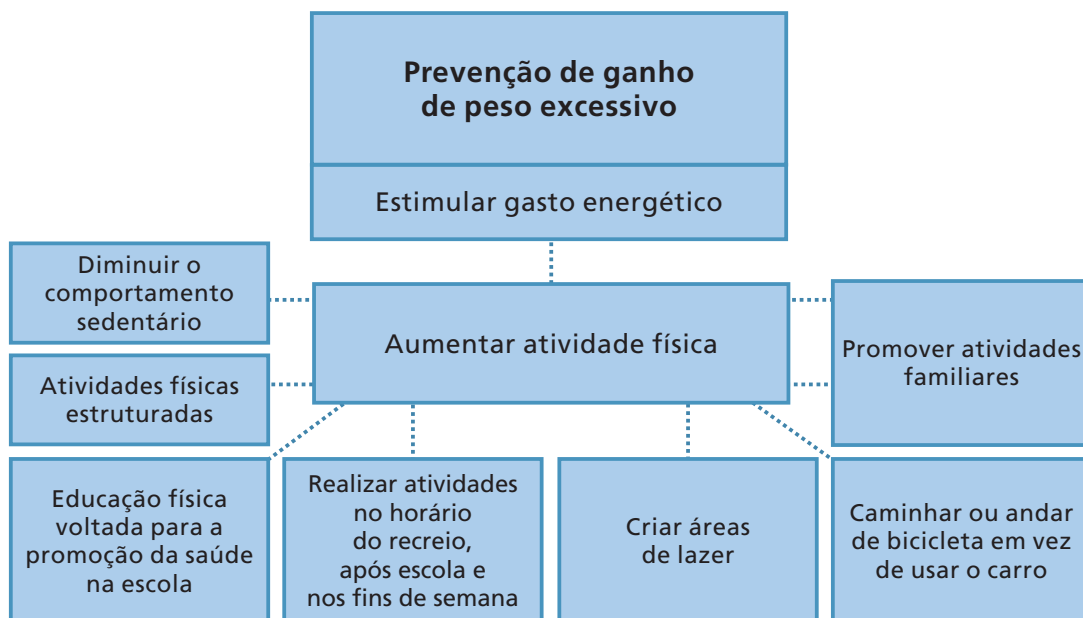 Prevenção de ganho
de peso excessivo
Estimular gasto energético
Diminuir o
comportamento
sedentário
Aumentar atividade física
Promover atividades
familiares
Atividades físicas
estruturadas
Educação física
voltada para a
promoção da saúde
na escola
Realizar atividades
no horário
do recreio,
após escola e
nos fins de semana
Criar áreas
de lazer
Caminhar ou andar
de bicicleta em vez
de usar o carro